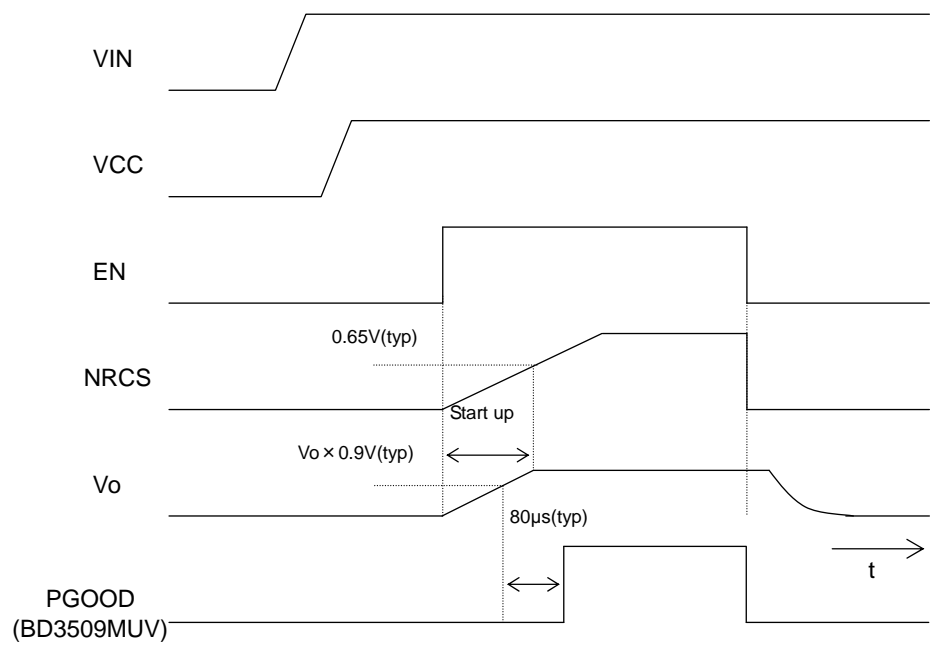 VIN
VCC
EN
0.65V(typ)
NRCS
Start up
Vo×0.9V(typ)
Vo
80µs(typ)
t
PGOOD
(BD3509MUV)